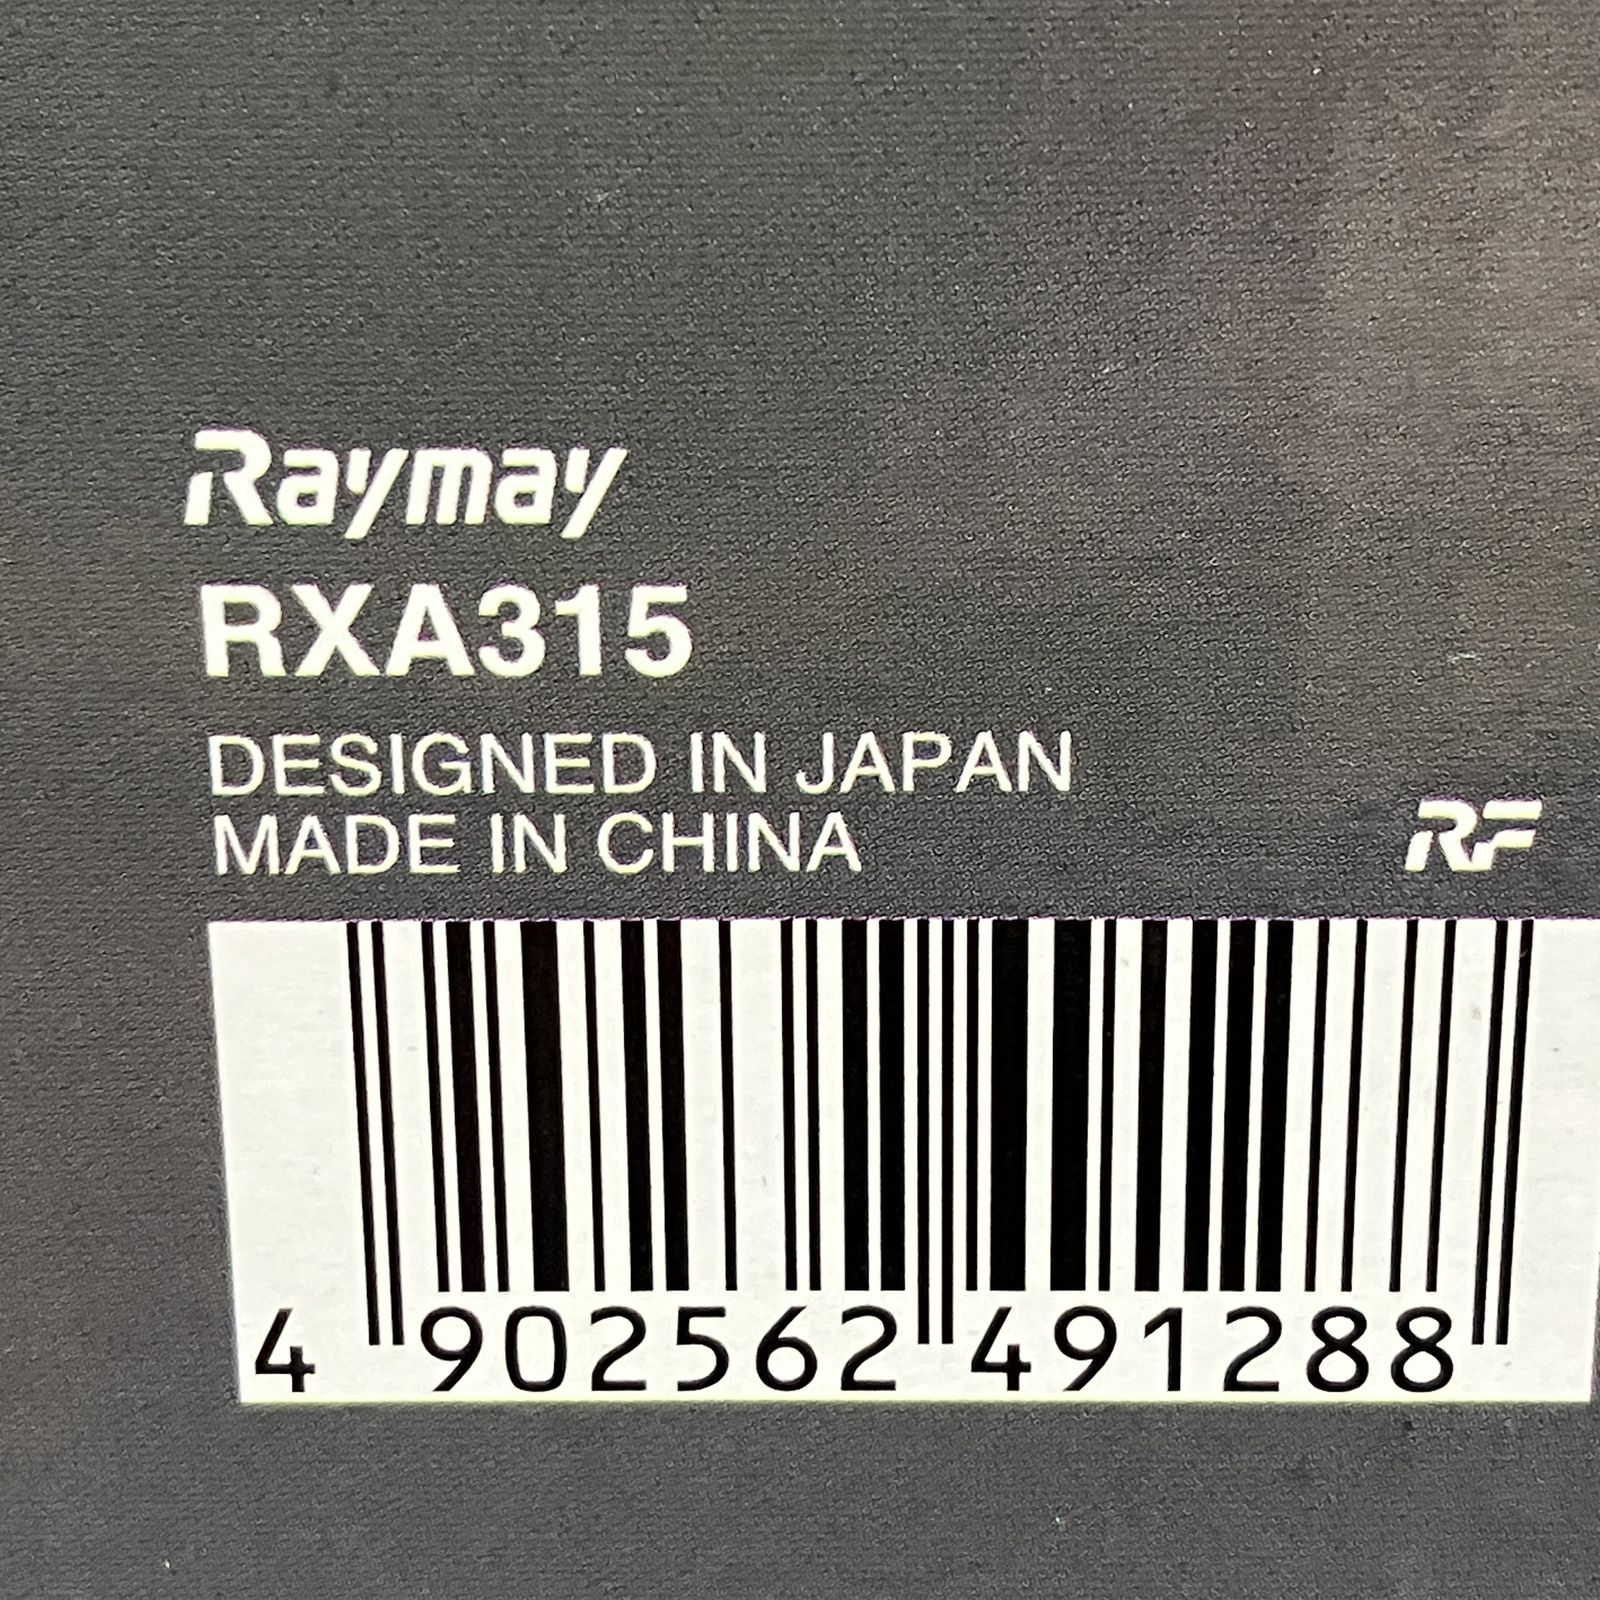 Raymay
RXA315
DESIGNED IN JAPAN
MADE IN CHINA
RF
4 902562 491288